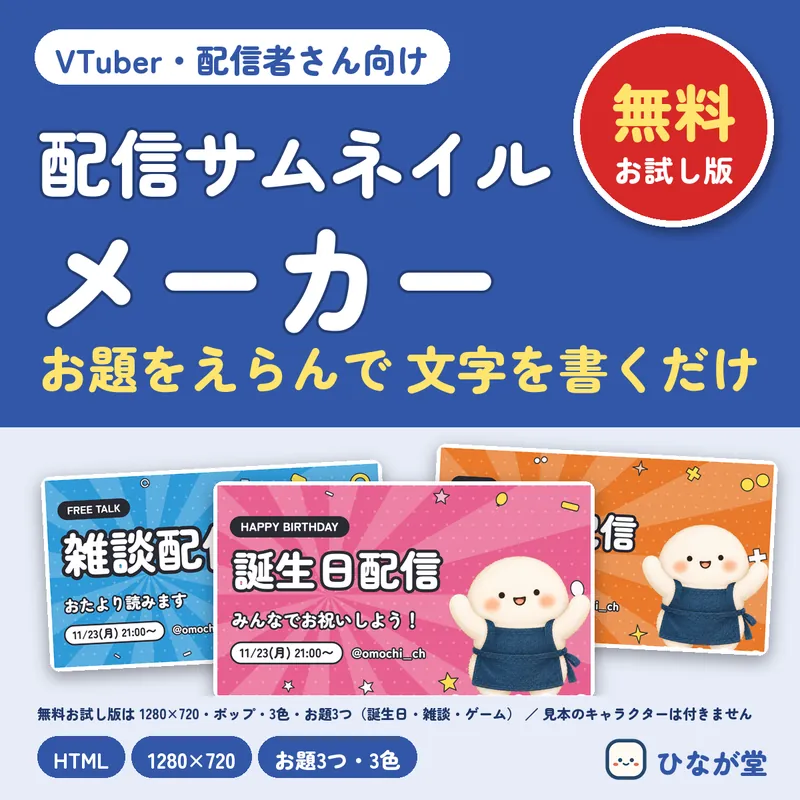 VTuber・配信者さん向け
無料
お試し版
配信サムネイル
メーカー
お題をえらんで 文字を書くだけ
FREE TALK
雑談配信
おたより読みます
11/23(月) 21:00〜
@omoch
HAPPY BIRTHDAY
誕生日配信
みんなでお祝いしよう！
11/23(月) 21:00〜
@omochi_ch
配信
i_ch
無料お試し版は 1280×720・ポップ・3色・お題3つ（誕生日・雑談・ゲーム） ／ 見本のキャラクターは付きません
HTML
1280×720
お題3つ・3色
ひなが堂